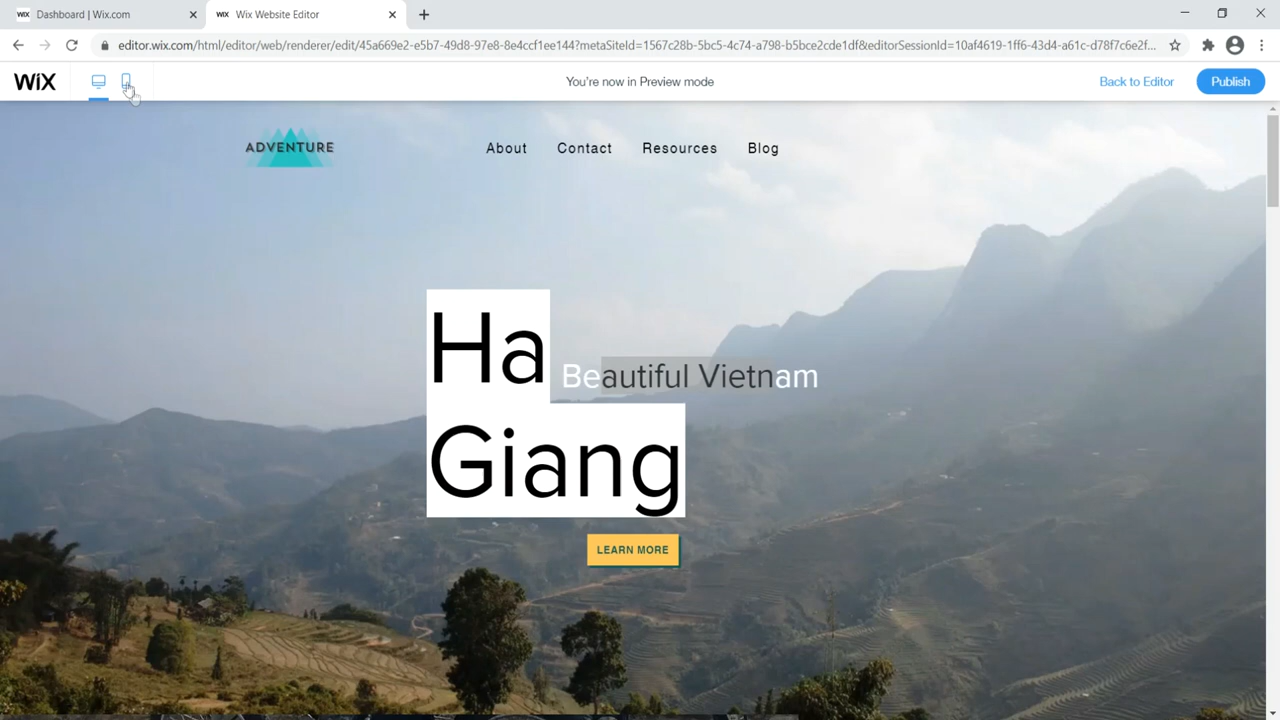 WiX Dashboard | Wix.com
WiX Wix Website Editor
editor.wix.com/html/editor/web/renderer/edit/45a669e2-e5b7-49d8-97e8-8e4ccf1ee144?metaSiteId=1567c28b-5bc5-4c74-a798-b5bce2cde1df&editorSessionId=10af4619-1ff6-43d4-a61c-d78f7c6e2f...
WiX
You're now in Preview mode
Back to Editor
Publish
ADVENTURE
About Contact Resources Blog
Ha
Beautiful Vietnam
Giang
LEARN MORE